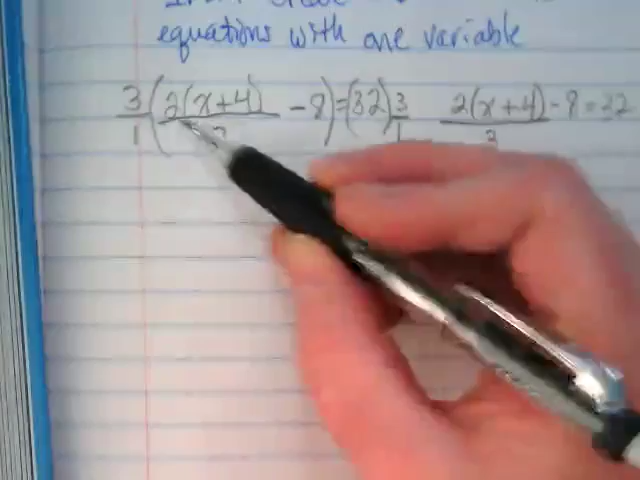 equations with one variable
3/1 (2(x+4)/3 - 8) = (32) 3/1    2(x+4)/3 - 8 = 32